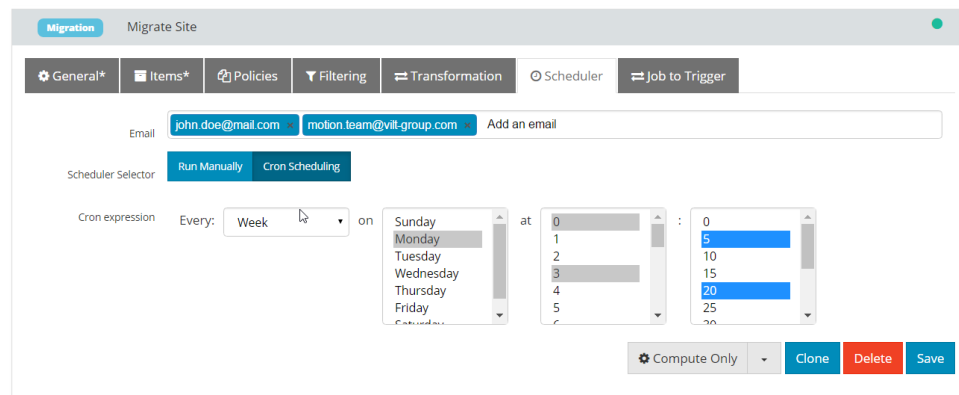 Migration Migrate Site
General* Items* Policies Filtering Transformation Scheduler Job to Trigger
Email john.doe@mail.com × motion.team@vilt-group.com × Add an email
Scheduler Selector Run Manually Cron Scheduling
Cron expression Every: Week on Sunday at 0 : 0
Monday 1 5
Tuesday 2 10
Wednesday 3 15
Thursday 4 20
Friday 5 25
Saturday 6 30
Compute Only Clone Delete Save